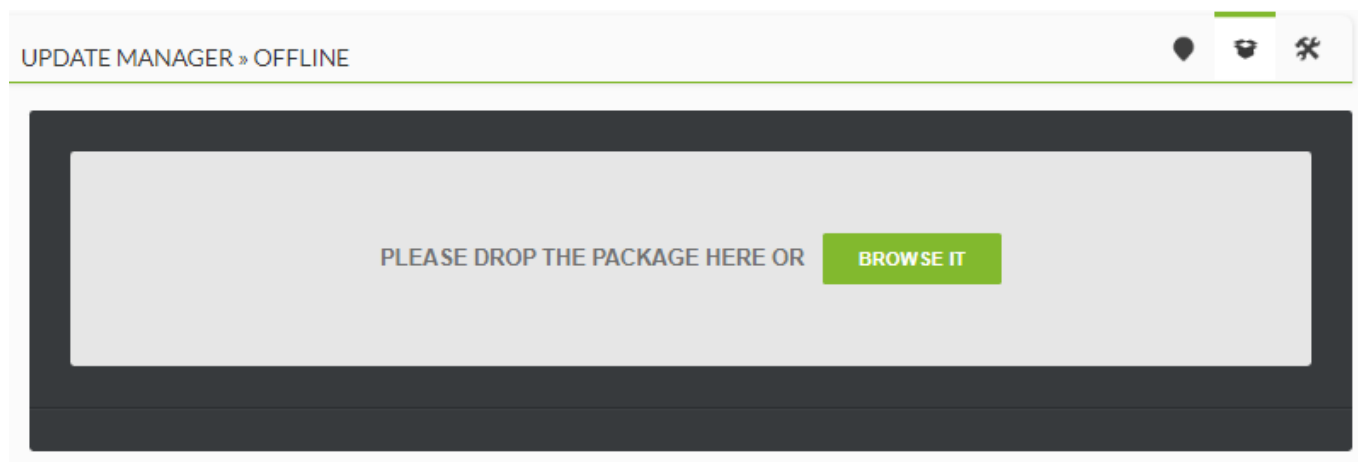 UPDATE MANAGER » OFFLINE
PLEASE DROP THE PACKAGE HERE OR BROWSE IT